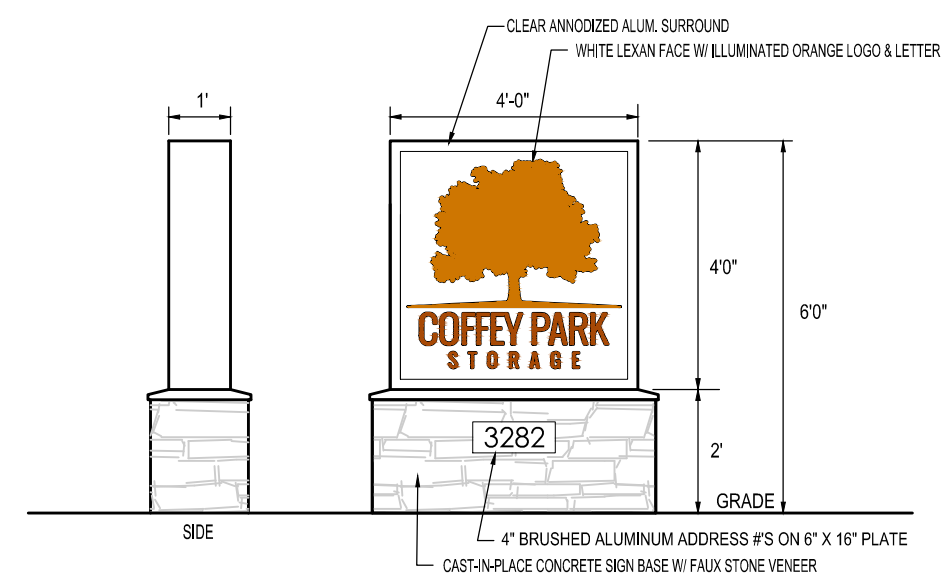 CLEAR ANNODIZED ALUM. SURROUND
WHITE LEXAN FACE W/ ILLUMINATED ORANGE LOGO & LETTER
1'
4'-0"
4'0"
6'0"
COFFEY PARK
STORAGE
3282
2'
GRADE
SIDE
4" BRUSHED ALUMINUM ADDRESS #'S ON 6" X 16" PLATE
CAST-IN-PLACE CONCRETE SIGN BASE W/ FAUX STONE VENEER